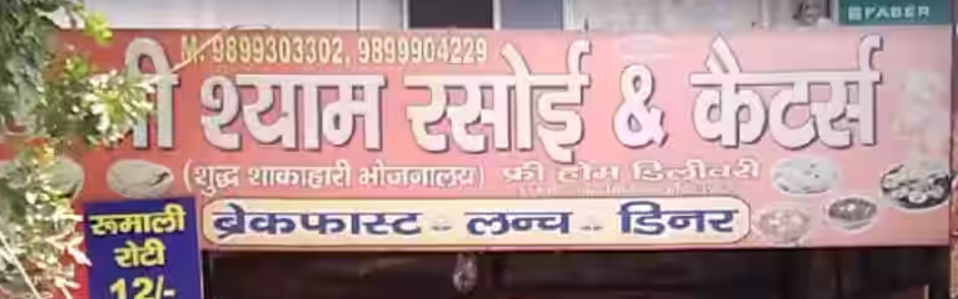 FABER
M. 9899303302, 9899904229
श्री श्याम रसोई & कैटर्स
(शुद्ध शाकाहारी भोजनालय) फ्री होम डिलीवरी
ब्रेकफास्ट - लन्च - डिनर
रूमाली
रोटी
12/-